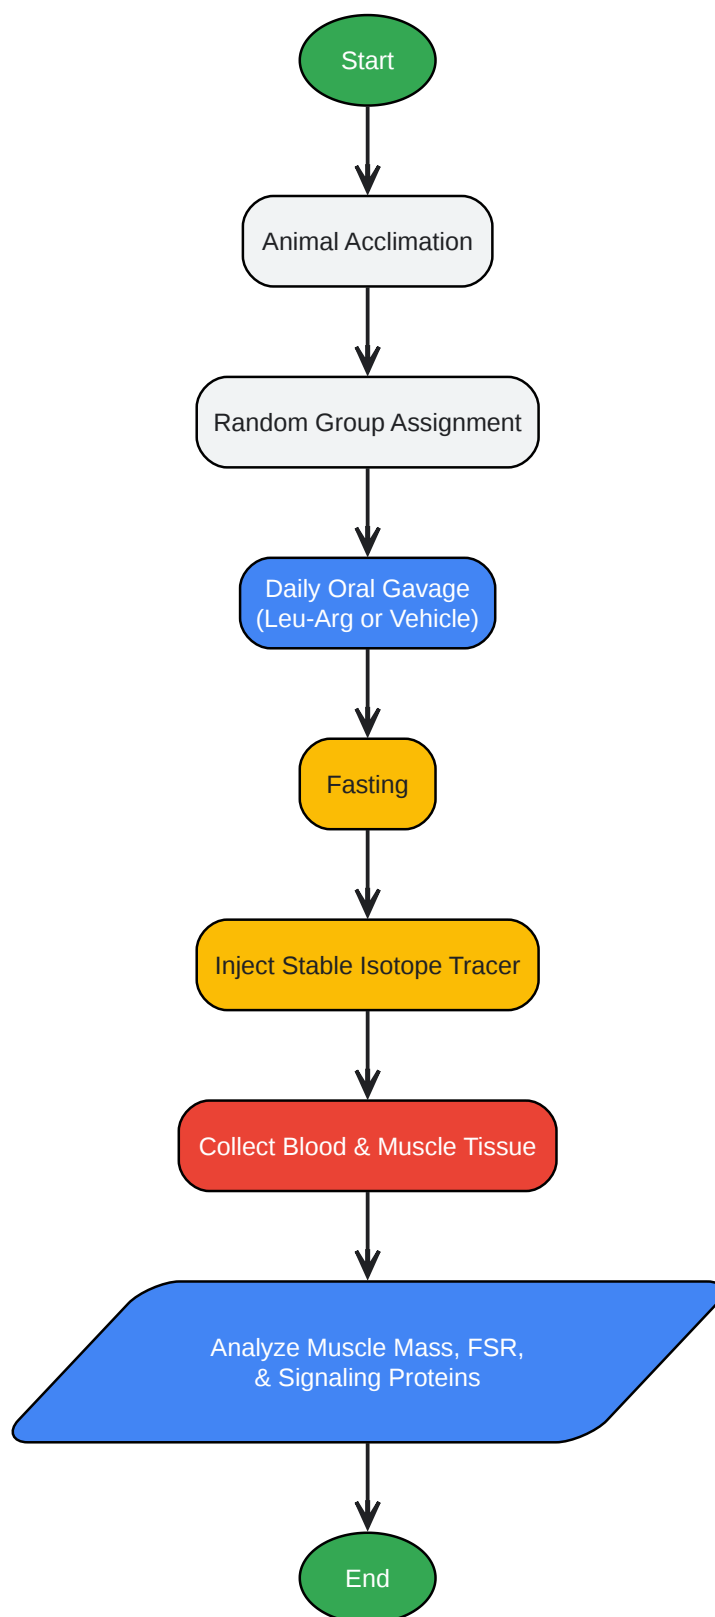 Start
Animal Acclimation
Random Group Assignment
Daily Oral Gavage
(Leu-Arg or Vehicle)
Fasting
Inject Stable Isotope Tracer
Collect Blood & Muscle Tissue
Analyze Muscle Mass, FSR,
& Signaling Proteins
End